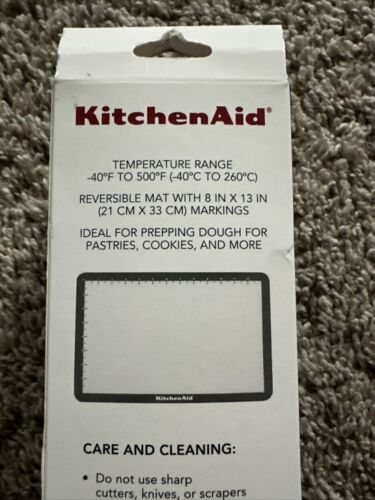 KitchenAid®
TEMPERATURE RANGE
-40°F TO 500°F (-40°C TO 260°C)
REVERSIBLE MAT WITH 8 IN X 13 IN
(21 CM X 33 CM) MARKINGS
IDEAL FOR PREPPING DOUGH FOR
PASTRIES, COOKIES, AND MORE
KitchenAid
CARE AND CLEANING:
• Do not use sharp
cutters, knives, or scrapers